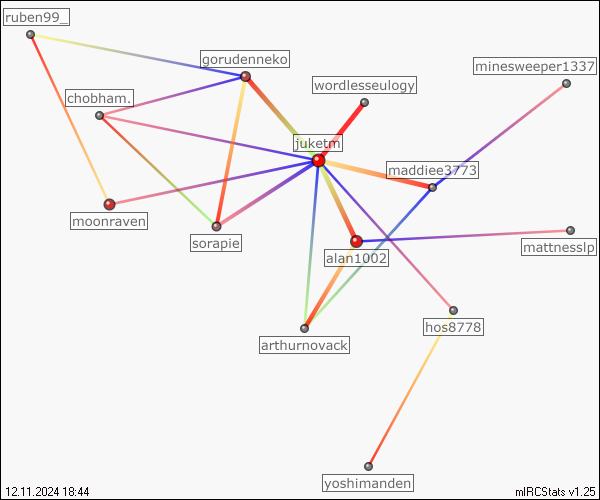 ruben99_
gorudenneko
minesweeper1337
wordlesseulogy
chobham.
juketm
maddiee3773
moonraven
sorapie
mattnesslp
alan1002
hos8778
arthurnovack
yoshimanden
12.11.2024 18:44
mIRCStats v1.25